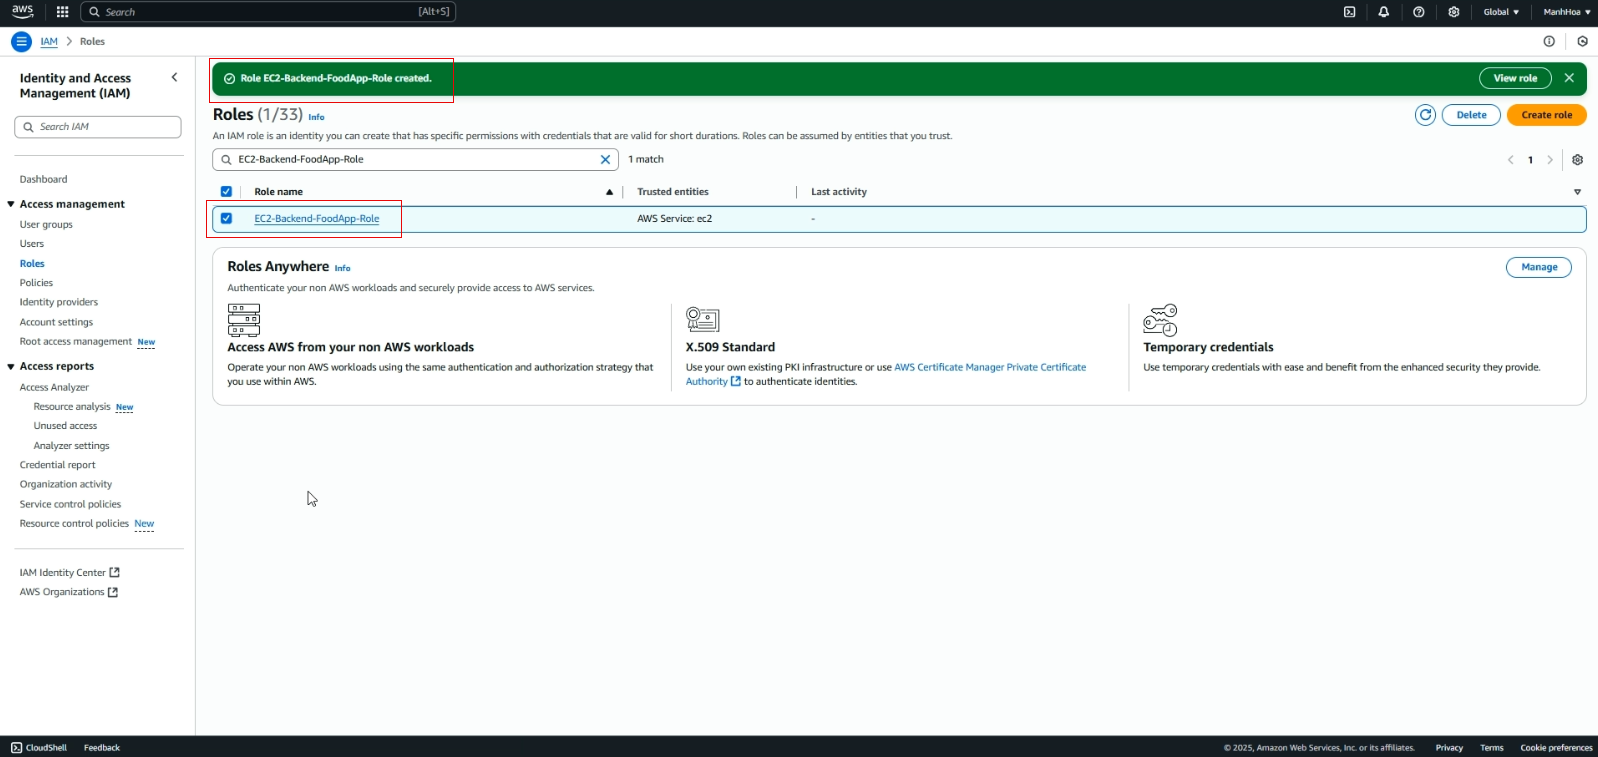 aws
Search [Alt+S]
Global ManhHoa
IAM > Roles
Identity and Access
Management (IAM)
Search IAM
Dashboard
Access management
User groups
Users
Roles
Policies
Identity providers
Account settings
Root access management New
Access reports
Access Analyzer
Resource analysis New
Unused access
Analyzer settings
Credential report
Organization activity
Service control policies
Resource control policies New
IAM Identity Center
AWS Organizations
Role EC2-Backend-FoodApp-Role created.
View role
Roles (1/33) Info
Delete
Create role
An IAM role is an identity you can create that has specific permissions with credentials that are valid for short durations. Roles can be assumed by entities that you trust.
EC2-Backend-FoodApp-Role
1 match
1
Role name
Trusted entities
Last activity
EC2-Backend-FoodApp-Role
AWS Service: ec2
-
Roles Anywhere Info
Manage
Authenticate your non AWS workloads and securely provide access to AWS services.
Access AWS from your non AWS workloads
Operate your non AWS workloads using the same authentication and authorization strategy that
you use within AWS.
X.509 Standard
Use your own existing PKI infrastructure or use AWS Certificate Manager Private Certificate
Authority to authenticate identities.
Temporary credentials
Use temporary credentials with ease and benefit from the enhanced security they provide.
CloudShell Feedback
© 2025, Amazon Web Services, Inc. or its affiliates. Privacy Terms Cookie preferences